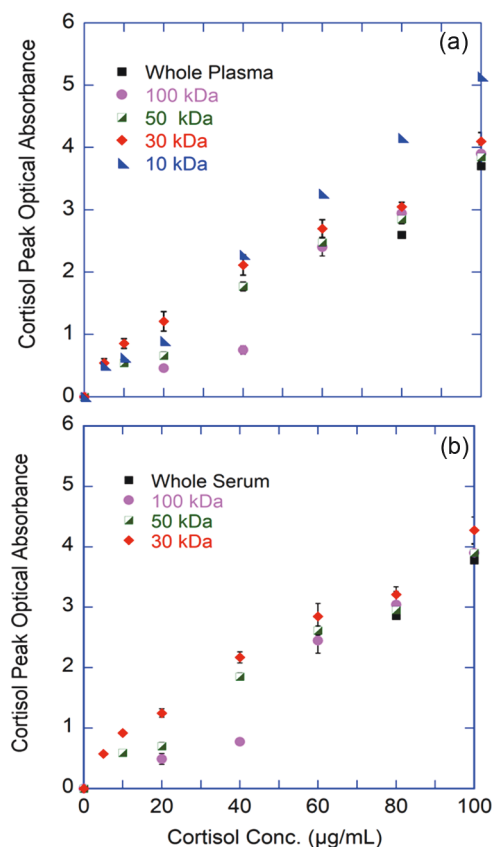 6
(a)
Whole Plasma
5
100 kDa
50 kDa
30 kDa
4
10 kDa
3
2
1
0
Cortisol Peak Optical Absorbance
6
(b)
Whole Serum
5
100 kDa
50 kDa
30 kDa
4
3
2
1
0
Cortisol Peak Optical Absorbance
0 20 40 60 80 100
Cortisol Conc. (µg/mL)